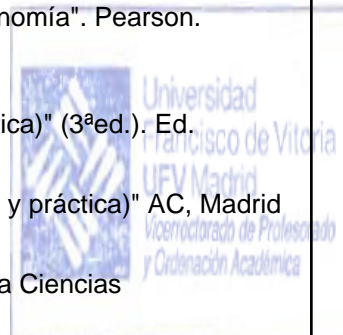 nomía". Pearson.
ica)" (3ªed.). Ed.
y práctica)" AC, Madrid
a Ciencias
Universidad
Francisco de Vitoria
UFV Madrid
Vicerrectorado de Profesorado
y Ordenación Académica